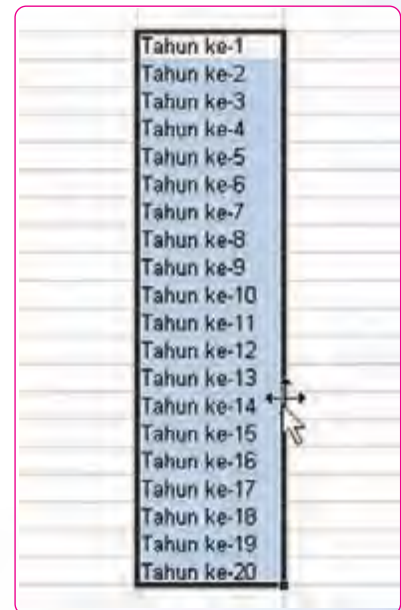 Tahun ke-1
Tahun ke-2
Tahun ke-3
Tahun ke-4
Tahun ke-5
Tahun ke-6
Tahun ke-7
Tahun ke-8
Tahun ke-9
Tahun ke-10
Tahun ke-11
Tahun ke-12
Tahun ke-13
Tahun ke-14
Tahun ke-15
Tahun ke-16
Tahun ke-17
Tahun ke-18
Tahun ke-19
Tahun ke-20